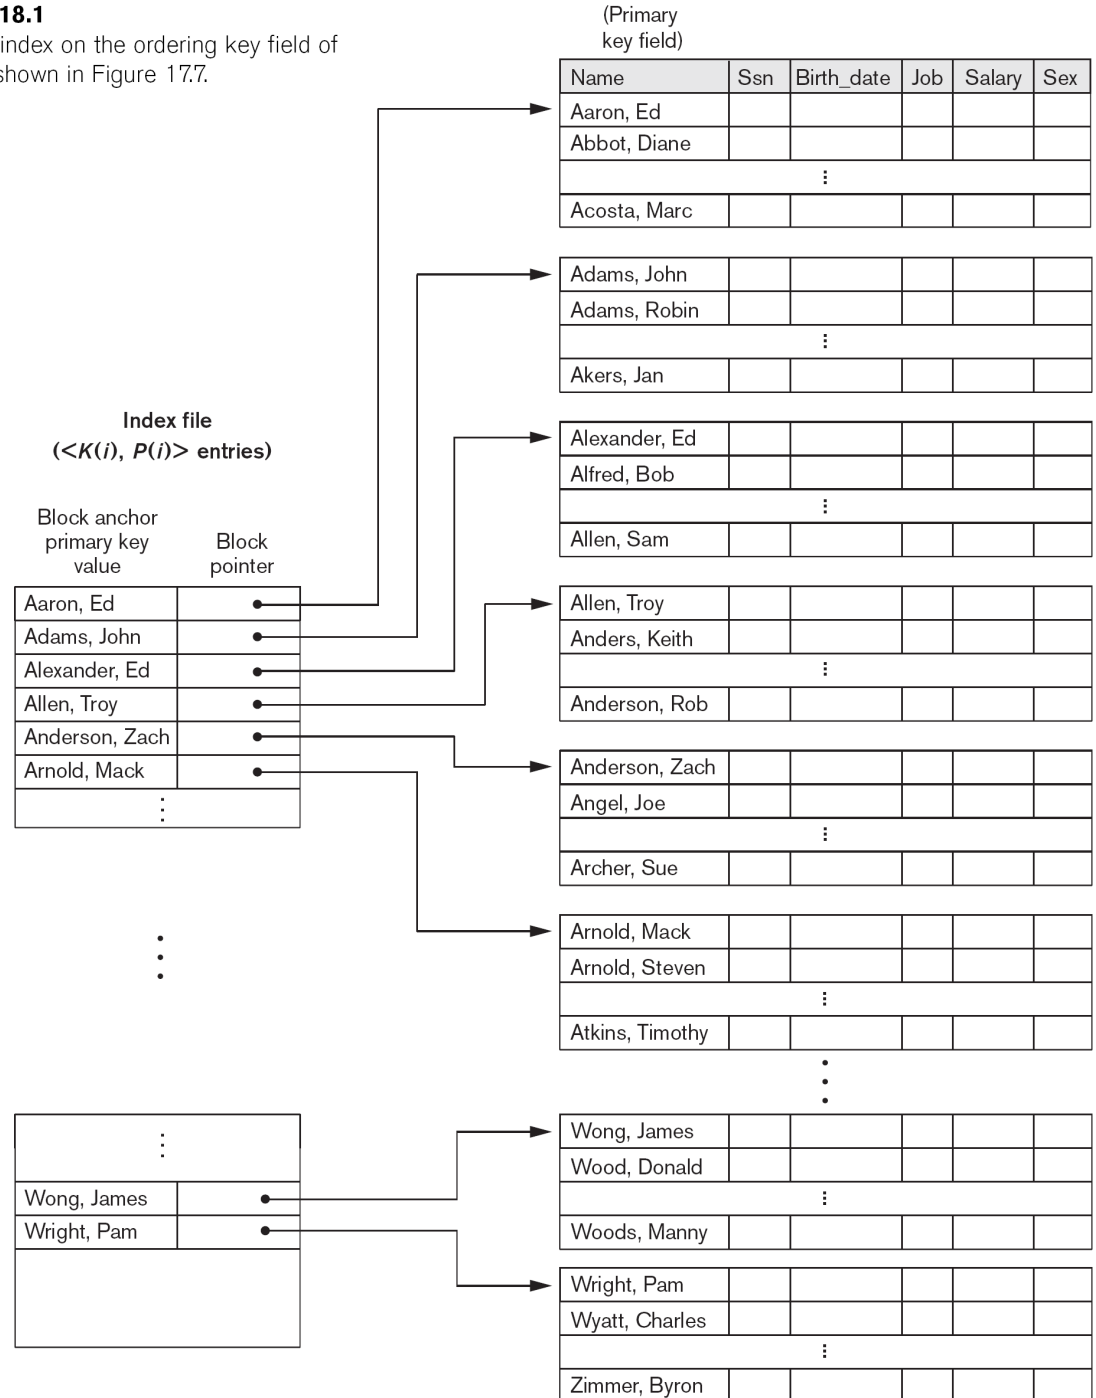 18.1
index on the ordering key field of
shown in Figure 17.7.
(Primary
key field)
Name Ssn Birth_date Job Salary Sex
Aaron, Ed
Abbot, Diane
⋮
Acosta, Marc
Adams, John
Adams, Robin
⋮
Akers, Jan
Alexander, Ed
Alfred, Bob
⋮
Allen, Sam
Allen, Troy
Anders, Keith
⋮
Anderson, Rob
Anderson, Zach
Angel, Joe
⋮
Archer, Sue
Arnold, Mack
Arnold, Steven
⋮
Atkins, Timothy
⋮
Wong, James
Wood, Donald
⋮
Woods, Manny
Wright, Pam
Wyatt, Charles
⋮
Zimmer, Byron
Index file
(<K(i), P(i)> entries)
Block anchor
primary key
value
Block
pointer
Aaron, Ed
Adams, John
Alexander, Ed
Allen, Troy
Anderson, Zach
Arnold, Mack
⋮
⋮
⋮
Wong, James
Wright, Pam